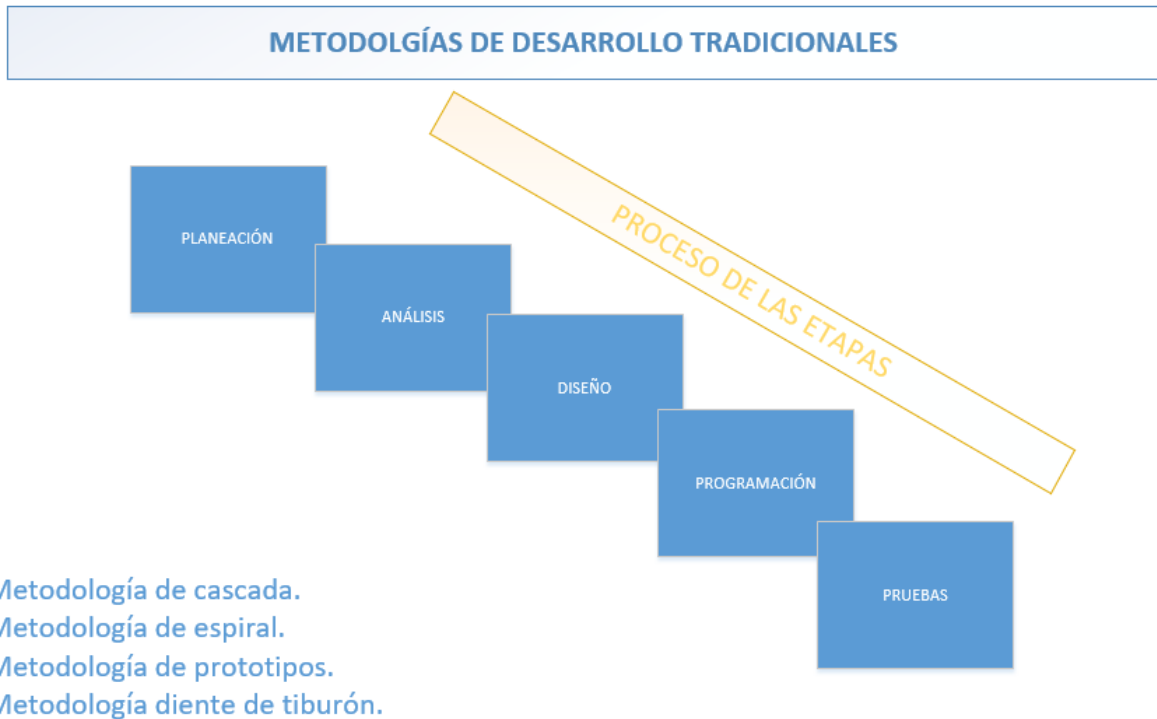 METODOLGÍAS DE DESARROLLO TRADICIONALES
PROCESO DE LAS ETAPAS
PLANEACIÓN
ANÁLISIS
DISEÑO
PROGRAMACIÓN
PRUEBAS
Metodología de cascada.
Metodología de espiral.
Metodología de prototipos.
Metodología diente de tiburón.